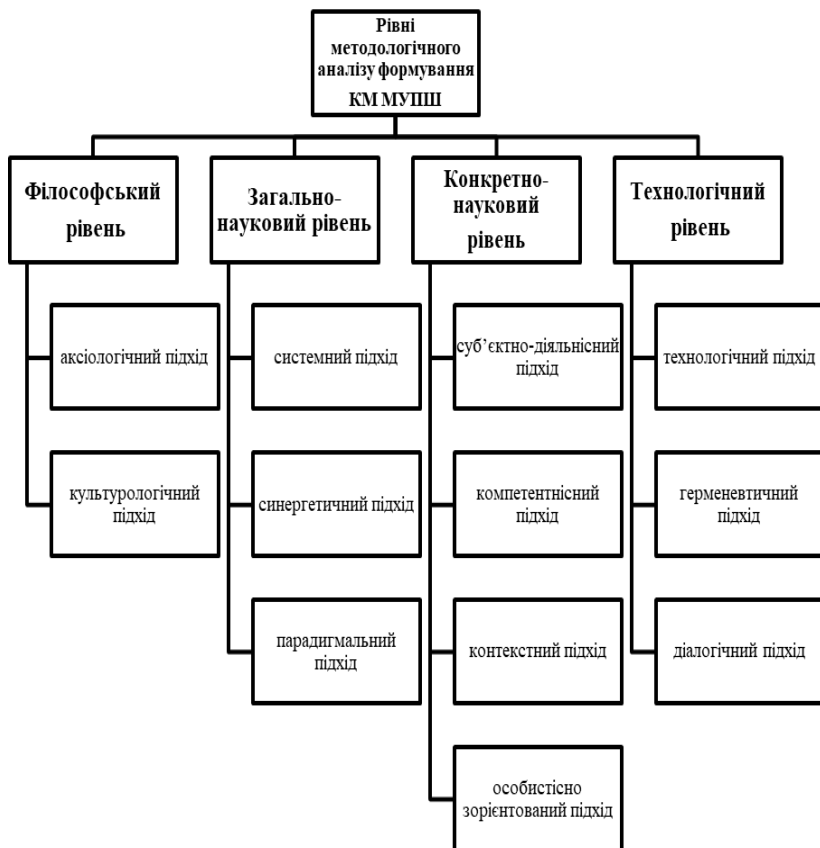 Рівні
методологічного
аналізу формування
КМ МУПШ
Філософський
рівень
аксіологічний підхід
культурологічний
підхід
Загально-
науковий рівень
системний підхід
синергетичний підхід
парадигмальний
підхід
Конкретно-
науковий
рівень
суб’єктно-діяльнісний
підхід
компетентнісний
підхід
контекстний підхід
особистісно
зорієнтований підхід
Технологічний
рівень
технологічний підхід
герменевтичний
підхід
діалогічний підхід